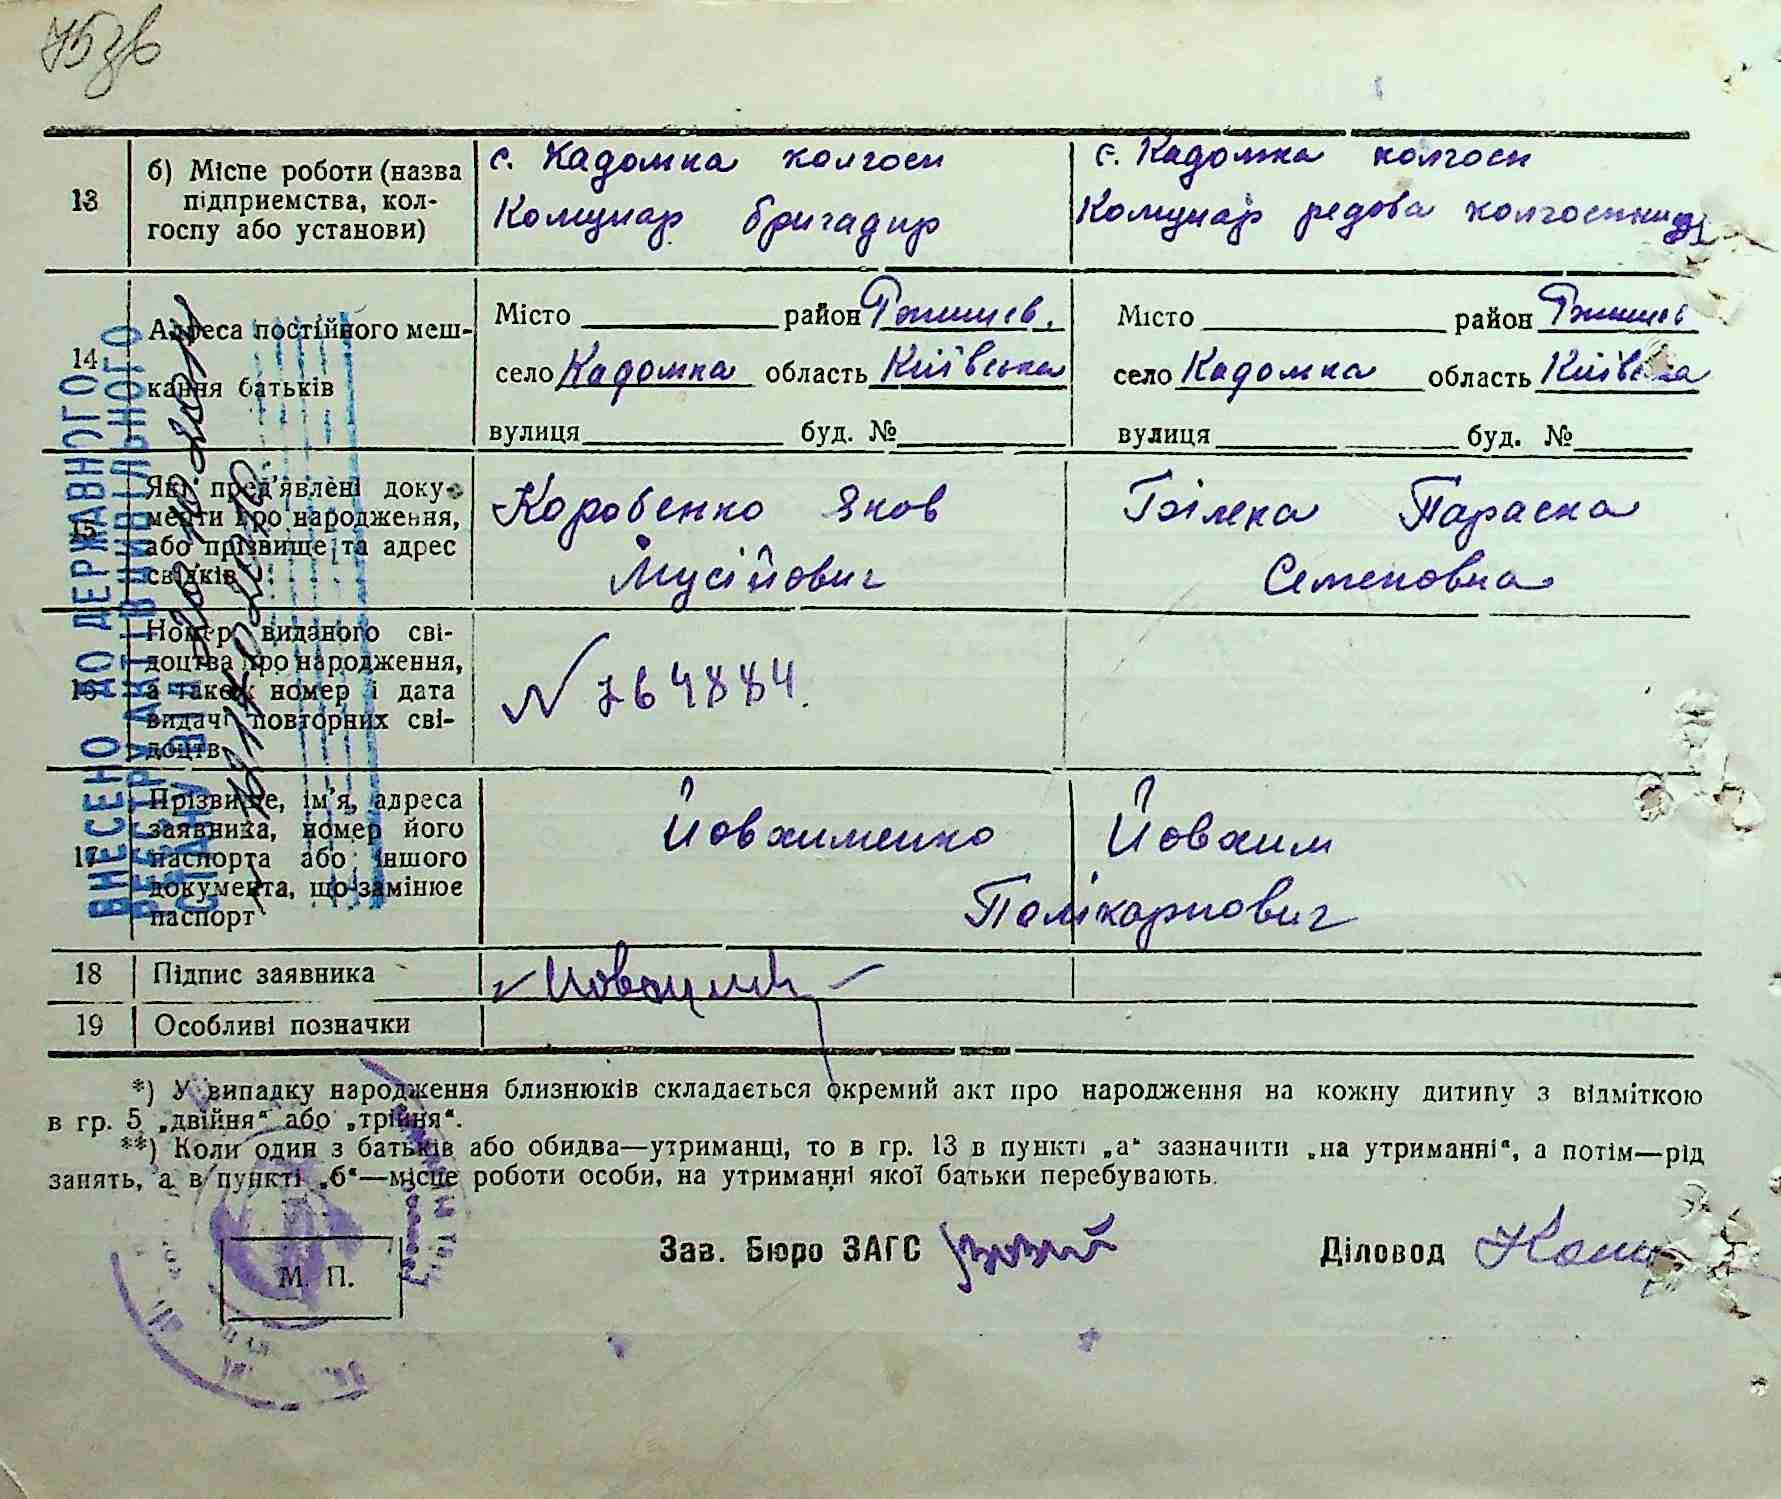 75 зв
13
б) Місце роботи (назва
підприємства, кол-
госпу або установи)
с. Кадомка колгосп
Комунар бригадир
с. Кадомка колгосп
Комунар редова колгоспниця
14
Адреса постійного меш-
кання батьків
Місто район Ржищев.
село Кадомка область Київська
вулиця буд. №
Місто район Ржищев
село Кадомка область Київська
вулиця буд. №
15
Які пред'явлені доку-
менти про народження,
або прізвище та адрес
свідків
Коробенко Яков
Мусійович
Білека Параска
Семеновна
16
Номер виданого сві-
доцтва про народження,
а також номер і дата
видачі повторних сві-
доцтв
N 764884.
17
Прізвище, ім'я, адреса
заявника, номер його
паспорта або іншого
документа, що замінює
паспорт
Йовхименко Йовхим
Полікарпович
18
Підпис заявника
19
Особливі позначки
ВНЕСЕНО ДО ДЕРЖАВНОГО
РЕЄСТРУ АКТІВ ЦИВІЛЬНОГО
СТАНУ
*) У випадку народження близнюків складається окремий акт про народження на кожну дитину з відміткою
в гр. 5 „двійня“ або „трійня“.
**) Коли один з батьків або обидва—утриманці, то в гр. 13 в пункті „а“ зазначити „на утриманні“, а потім—рід
занять, а в пункті „б“—місце роботи особи, на утриманні якої батьки перебувають.
Зав. Бюро ЗАГС
Діловод
М. П.